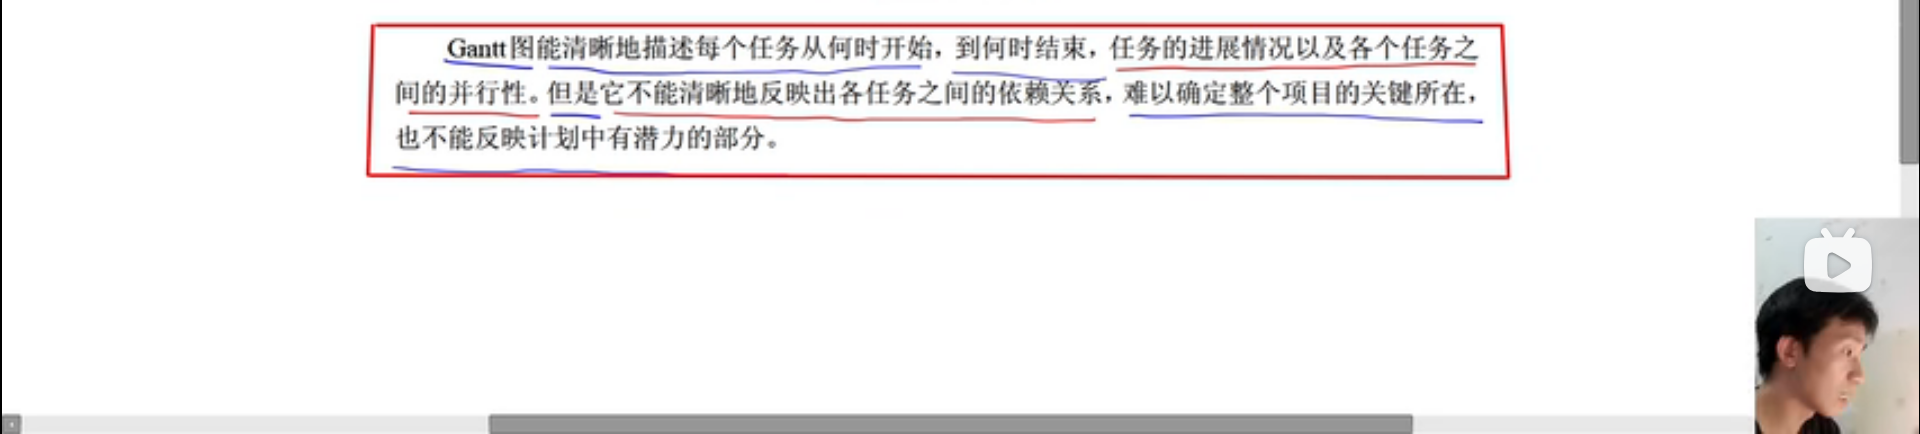 Gantt图能清晰地描述每个任务从何时开始，到何时结束，任务的进展情况以及各个任务之
间的并行性。但是它不能清晰地反映出各任务之间的依赖关系，难以确定整个项目的关键所在，
也不能反映计划中有潜力的部分。